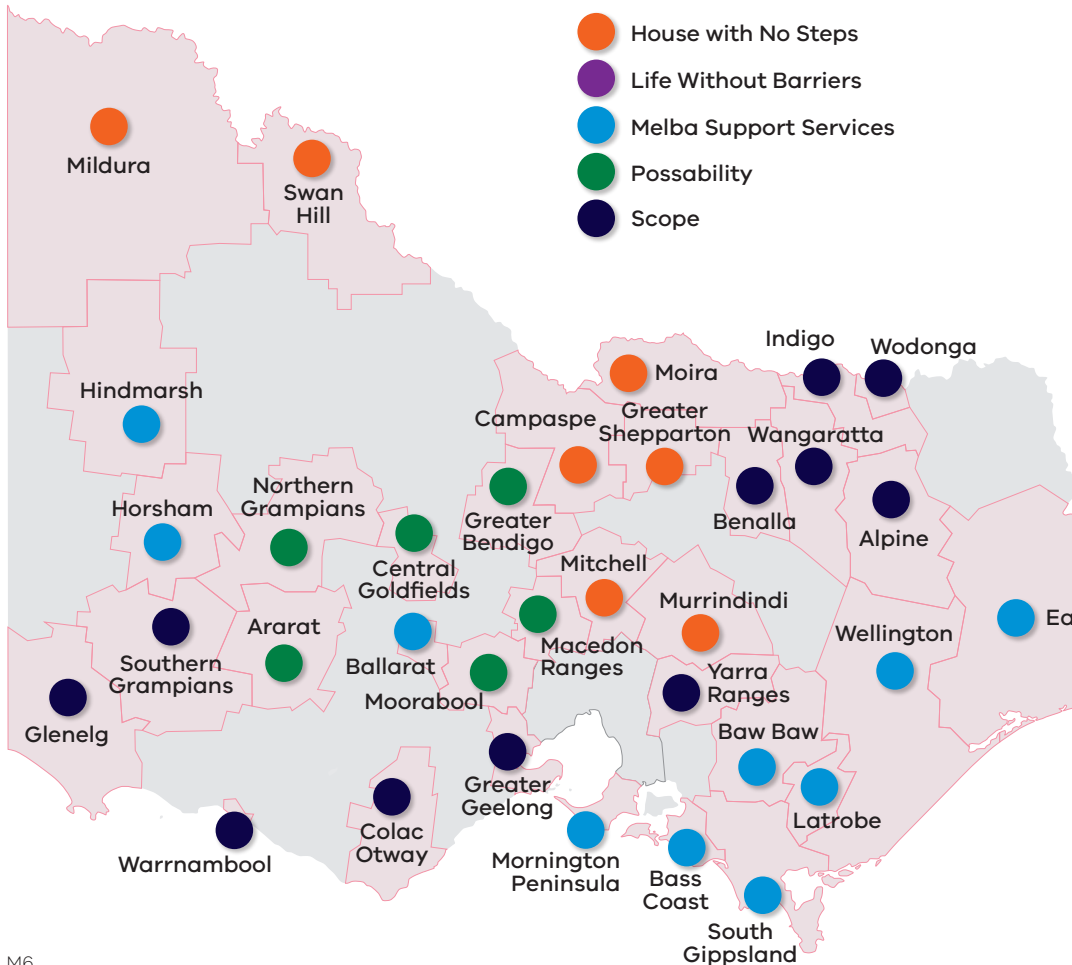 House with No Steps
Life Without Barriers
Melba Support Services
Possability
Scope
Mildura
Swan
Hill
Indigo
Wodonga
Moira
Hindmarsh
Campaspe
Greater
Shepparton
Wangaratta
Northern
Grampians
Horsham
Greater
Bendigo
Benalla
Alpine
Central
Goldfields
Mitchell
Murrindindi
Ararat
Wellington
Ea
Southern
Grampians
Ballarat
Macedon
Ranges
Yarra
Ranges
Moorabool
Glenelg
Baw Baw
Greater
Geelong
Latrobe
Colac
Otway
Warrnambool
Mornington
Peninsula
Bass
Coast
South
Gippsland
M6